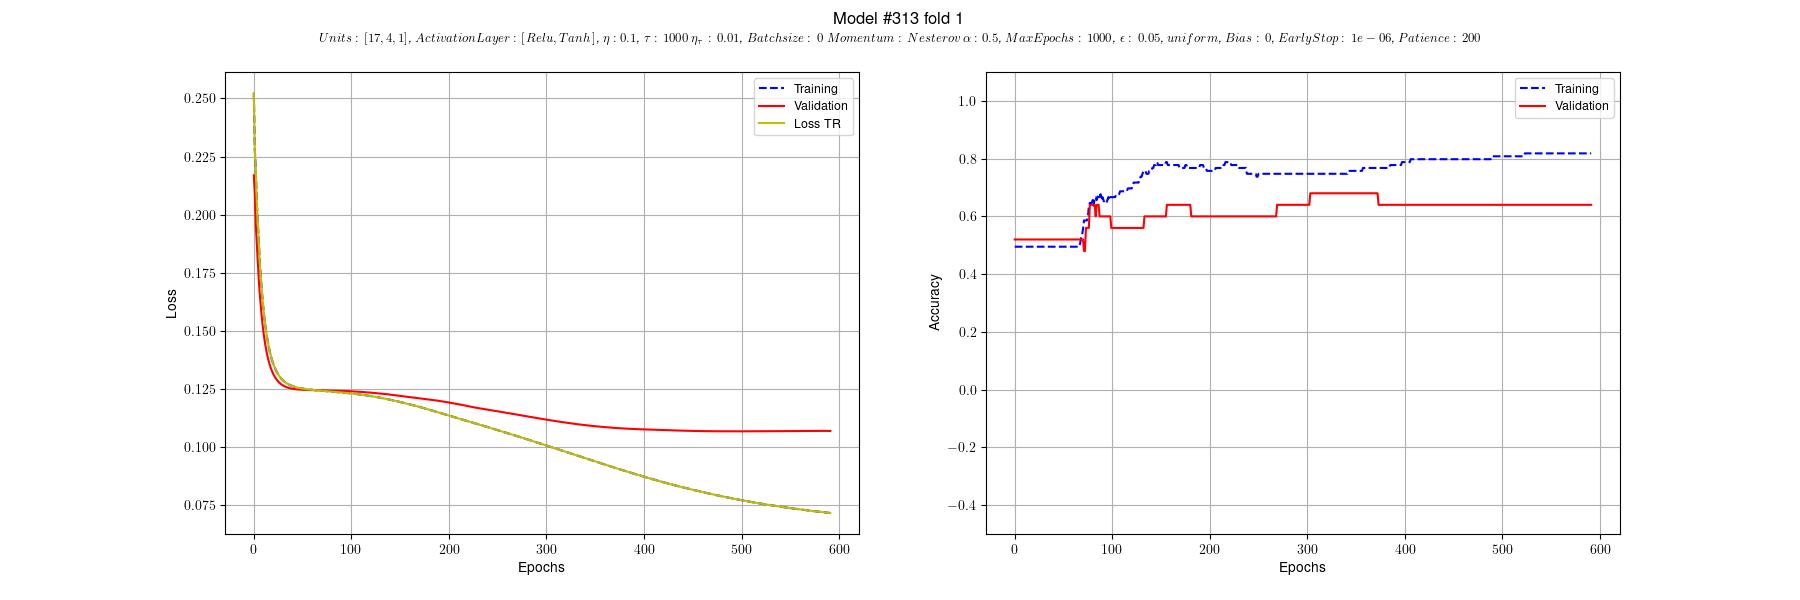 Model #313 fold 1
Units : [17, 4, 1], ActivationLayer : [Relu, Tanh], η : 0.1, τ : 1000 η_τ : 0.01, Batchsize : 0 Momentum : Nesterov α : 0.5, MaxEpochs : 1000, ϵ : 0.05, uniform, Bias : 0, EarlyStop : 1e − 06, Patience : 200
Training
Validation
Loss TR
0.250
0.225
0.200
0.175
0.150
0.125
0.100
0.075
Loss
0 100 200 300 400 500 600
Epochs
Training
Validation
1.0
0.8
0.6
0.4
0.2
0.0
−0.2
−0.4
Accuracy
0 100 200 300 400 500 600
Epochs